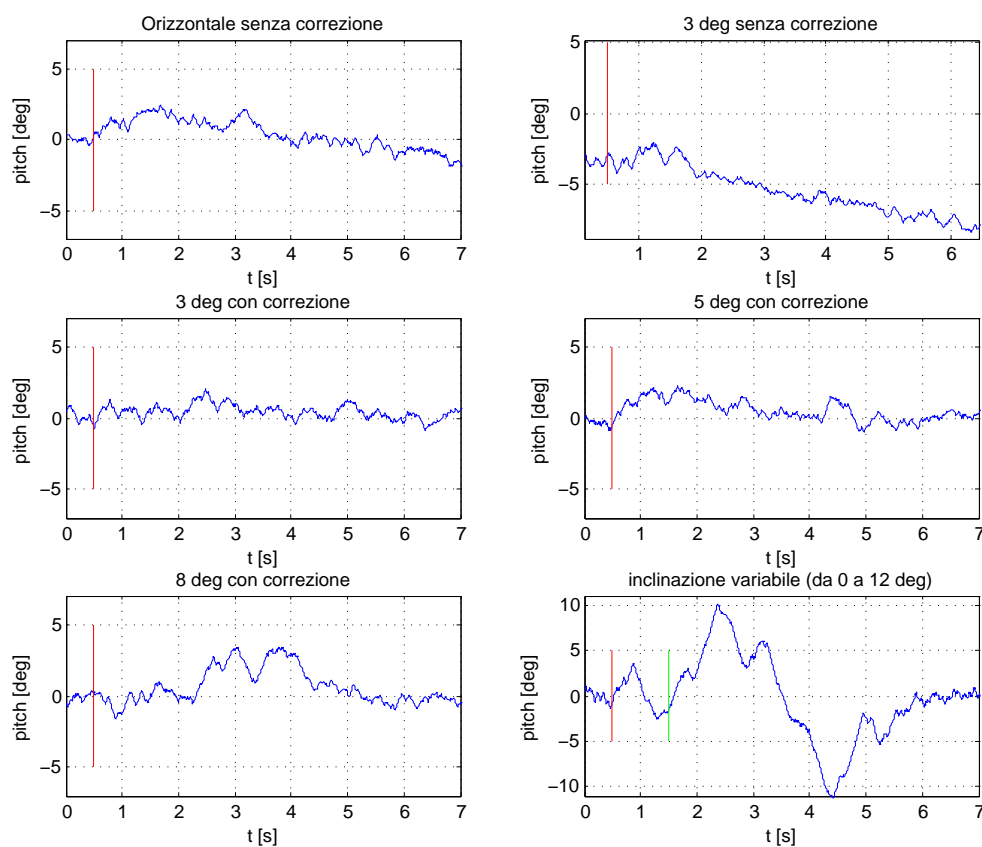 Orizzontale senza correzione
5
0
−5
pitch [deg]
0 1 2 3 4 5 6 7
t [s]
3 deg senza correzione
5
0
−5
pitch [deg]
1 2 3 4 5 6
t [s]
3 deg con correzione
5
0
−5
pitch [deg]
0 1 2 3 4 5 6 7
t [s]
5 deg con correzione
5
0
−5
pitch [deg]
0 1 2 3 4 5 6 7
t [s]
8 deg con correzione
5
0
−5
pitch [deg]
0 1 2 3 4 5 6 7
t [s]
inclinazione variabile (da 0 a 12 deg)
10
5
0
−5
−10
pitch [deg]
0 1 2 3 4 5 6 7
t [s]